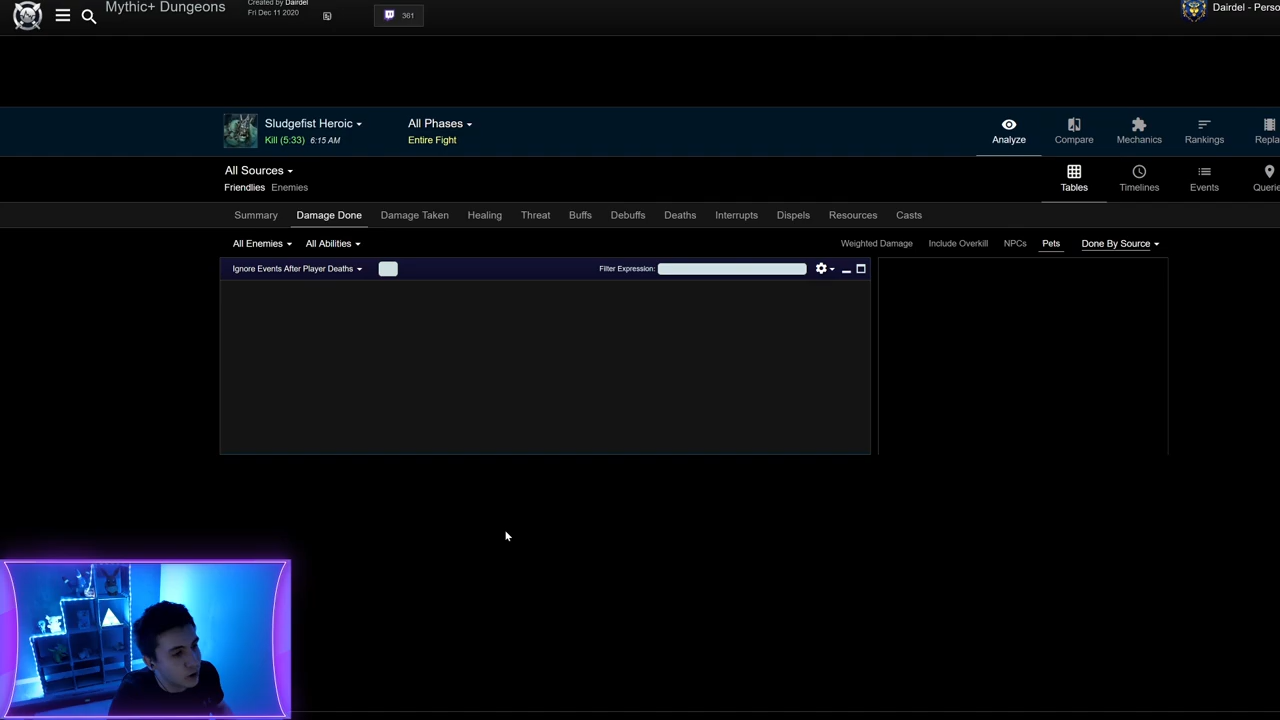 Mythic+ Dungeons
Created by Dairdel
Fri Dec 11 2020
361
Dairdel - Perso
Sludgefist Heroic
Kill (5:33) 6:15 AM
All Phases
Entire Fight
Analyze
Compare
Mechanics
Rankings
Repla
All Sources
Friendlies Enemies
Tables
Timelines
Events
Querie
Summary Damage Done Damage Taken Healing Threat Buffs Debuffs Deaths Interrupts Dispels Resources Casts
All Enemies All Abilities Weighted Damage Include Overkill NPCs Pets Done By Source
Ignore Events After Player Deaths Filter Expression: